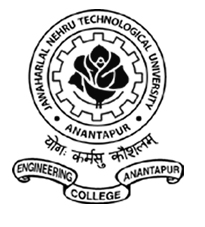 JAWAHARLAL NEHRU TECHNOLOGICAL UNIVERSITY
· ANANTAPUR ·
योगः कर्मसु कौशलम्
ENGINEERING COLLEGE ANANTAPUR